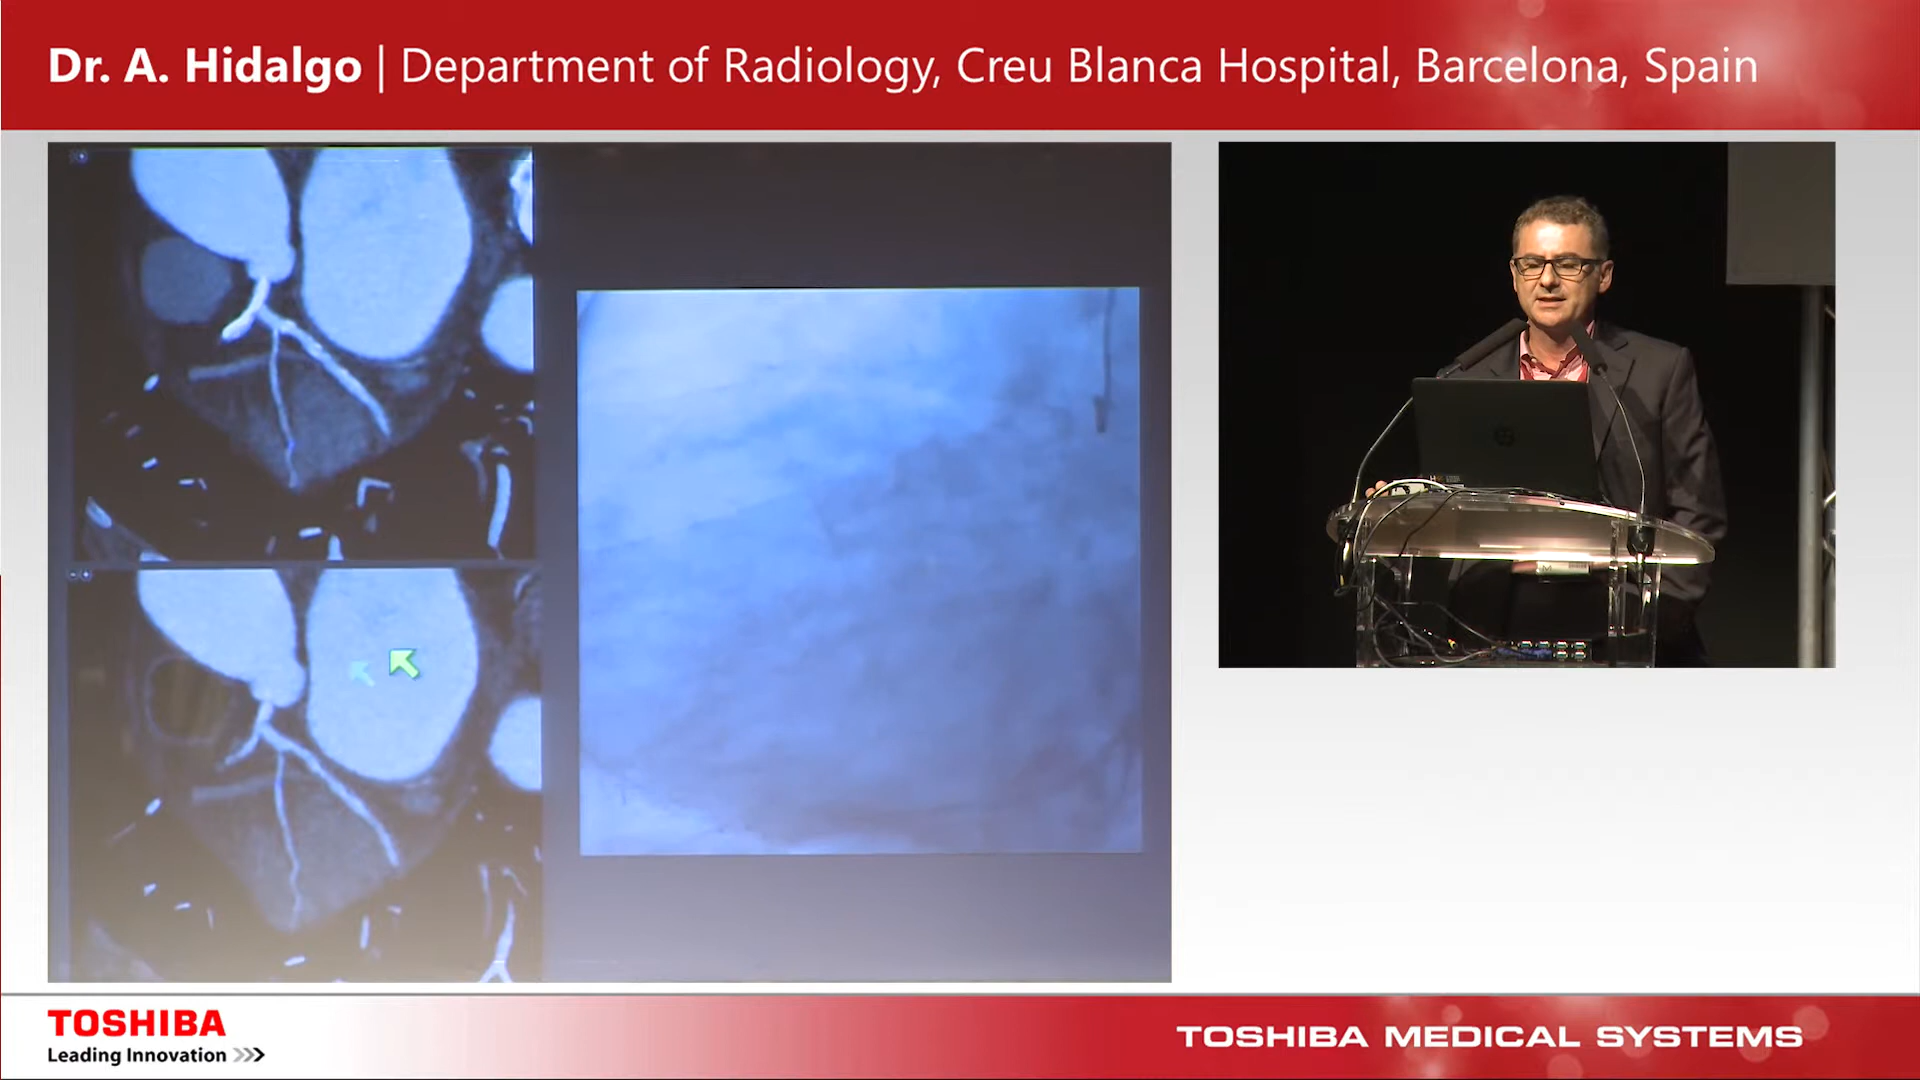 Dr. A. Hidalgo | Department of Radiology, Creu Blanca Hospital, Barcelona, Spain
TOSHIBA
Leading Innovation >>>
TOSHIBA MEDICAL SYSTEMS